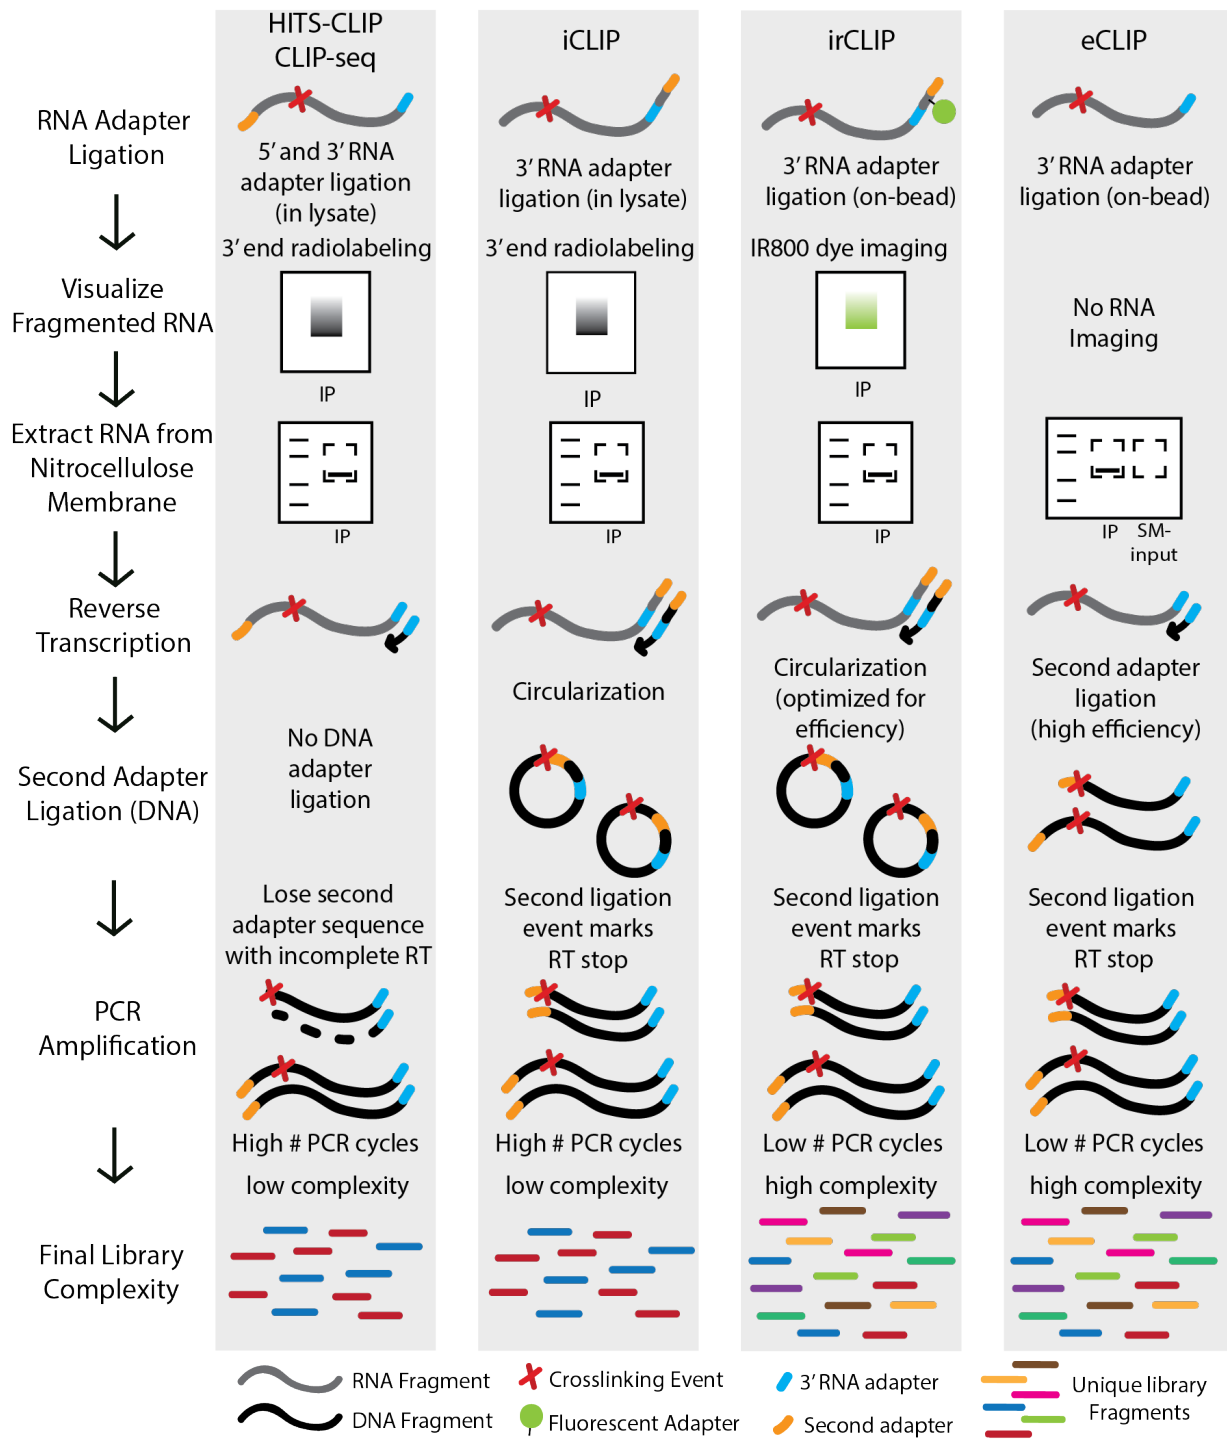 HITS-CLIP
CLIP-seq
iCLIP
irCLIP
eCLIP
RNA Adapter
Ligation
5’ and 3’ RNA
adapter ligation
(in lysate)
3’ RNA adapter
ligation (in lysate)
3’ RNA adapter
ligation (on-bead)
3’ RNA adapter
ligation (on-bead)
Visualize
Fragmented RNA
3’ end radiolabeling
IP
3’ end radiolabeling
IP
IR800 dye imaging
IP
No RNA
Imaging
Extract RNA from
Nitrocellulose
Membrane
IP
IP
IP
IP
SM-
input
Reverse
Transcription
Second Adapter
Ligation (DNA)
No DNA
adapter
ligation
Circularization
Circularization
(optimized for
efficiency)
Second adapter
ligation
(high efficiency)
PCR
Amplification
Lose second
adapter sequence
with incomplete RT
Second ligation
event marks
RT stop
Second ligation
event marks
RT stop
Second ligation
event marks
RT stop
High # PCR cycles
High # PCR cycles
Low # PCR cycles
Low # PCR cycles
Final Library
Complexity
low complexity
low complexity
high complexity
high complexity
RNA Fragment
DNA Fragment
Crosslinking Event
Fluorescent Adapter
3’ RNA adapter
Second adapter
Unique library
Fragments